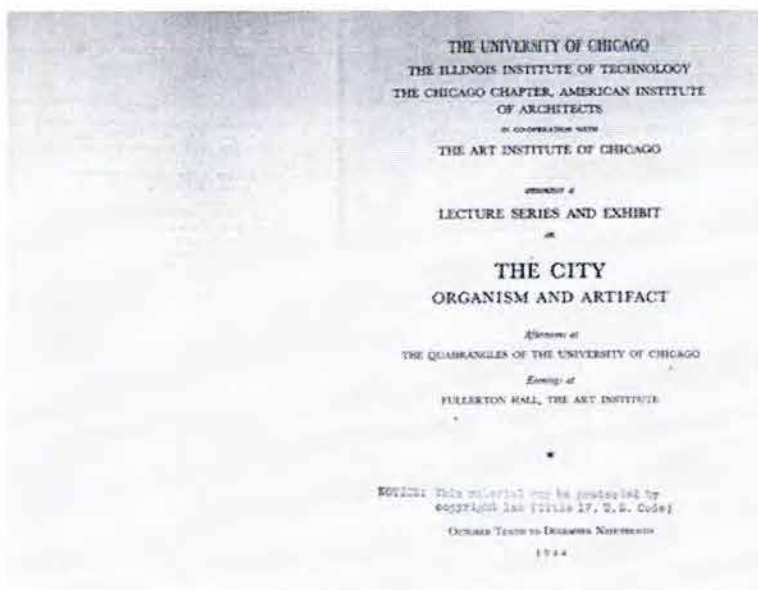 THE UNIVERSITY OF CHICAGO
THE ILLINOIS INSTITUTE OF TECHNOLOGY
THE CHICAGO CHAPTER, AMERICAN INSTITUTE
OF ARCHITECTS
IN CO-OPERATION WITH
THE ART INSTITUTE OF CHICAGO
announce a
LECTURE SERIES AND EXHIBIT
on
THE CITY
ORGANISM AND ARTIFACT
Afternoons at
THE QUADRANGLES OF THE UNIVERSITY OF CHICAGO
Evenings at
FULLERTON HALL, THE ART INSTITUTE
NOTICE: This material may be protected by
copyright law (Title 17, U.S. Code)
OCTOBER TENTH TO DECEMBER NINETEENTH
1944